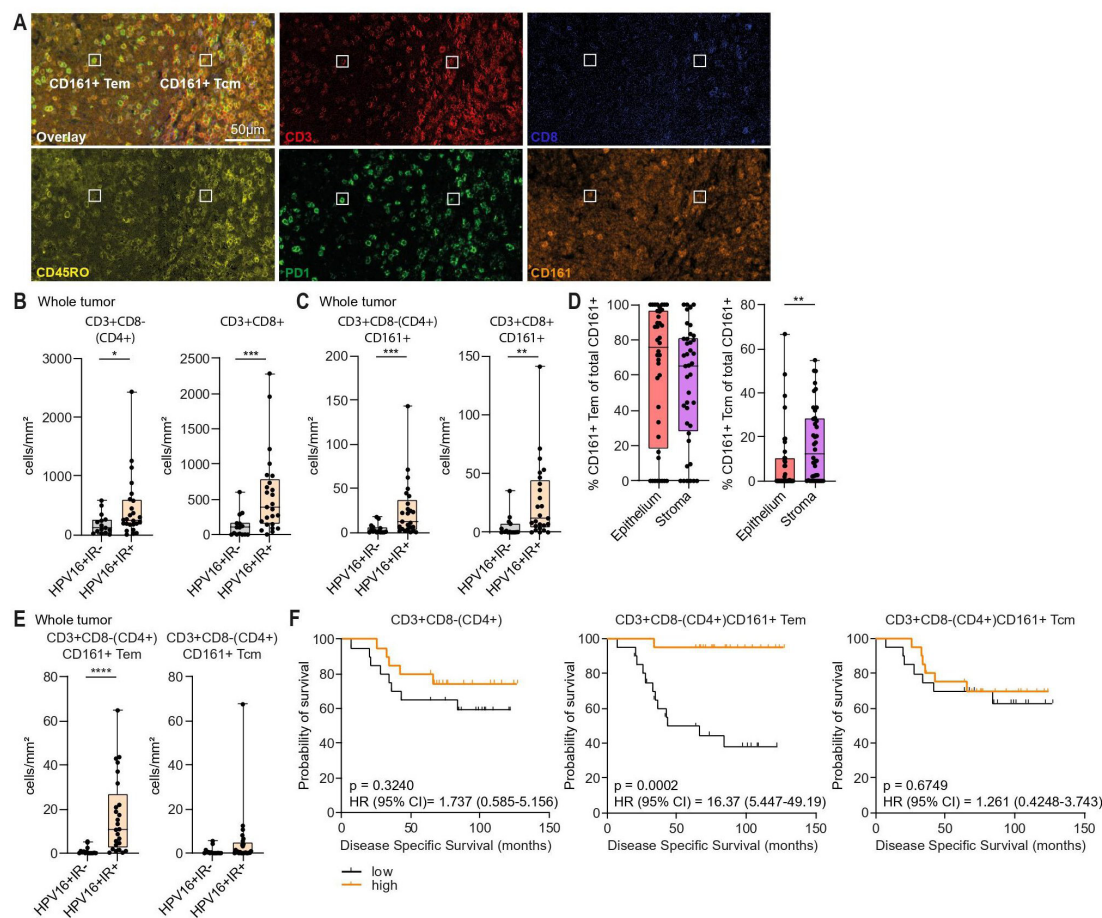 A
CD161+ Tem
CD161+ Tcm
Overlay
50µm
CD3
CD8
CD45RO
PD1
CD161
B Whole tumor
CD3+CD8-
(CD4+)
*
cells/mm²
3000
2000
1000
500
400
300
200
100
0
HPV16+IR-
HPV16+IR+
CD3+CD8+
***
cells/mm²
2500
2000
1500
1000
500
0
HPV16+IR-
HPV16+IR+
C Whole tumor
CD3+CD8-(CD4+)
CD161+
***
cells/mm²
200
150
100
50
0
HPV16+IR-
HPV16+IR+
CD3+CD8+
CD161+
**
cells/mm²
150
100
50
0
HPV16+IR-
HPV16+IR+
D
% CD161+ Tem of total CD161+
100
80
60
40
20
0
Epithelium
Stroma
**
% CD161+ Tcm of total CD161+
80
60
40
20
0
Epithelium
Stroma
E Whole tumor
CD3+CD8-(CD4+)
CD161+ Tem
****
cells/mm²
80
60
40
20
0
HPV16+IR-
HPV16+IR+
CD3+CD8-(CD4+)
CD161+ Tcm
cells/mm²
80
60
40
20
0
HPV16+IR-
HPV16+IR+
F
CD3+CD8-(CD4+)
Probability of survival
100
80
60
40
20
0
p = 0.3240
HR (95% CI)= 1.737 (0.585-5.156)
0 50 100 150
Disease Specific Survival (months)
low
high
CD3+CD8-(CD4+)CD161+ Tem
Probability of survival
100
80
60
40
80
0
p = 0.0002
HR (95% CI) = 16.37 (5.447-49.19)
0 50 100 150
Disease Specific Survival (months)
CD3+CD8-(CD4+)CD161+ Tcm
Probability of survival
100
80
60
40
80
0
p = 0.6749
HR (95% CI) = 1.261 (0.4248-3.743)
0 50 100 150
Disease Specific Survival (months)